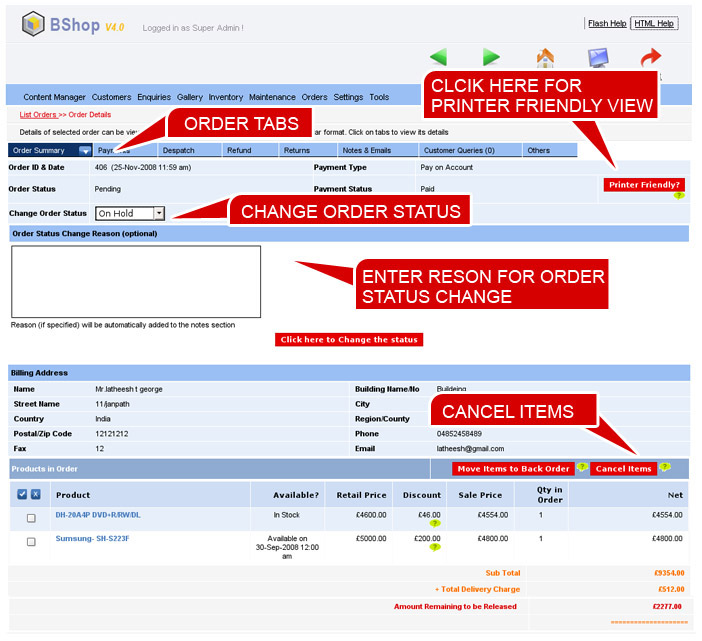 BShop V4.0
Logged in as Super Admin !
Flash Help HTML Help
CLCIK HERE FOR
PRINTER FRIENDLY VIEW
Content Manager Customers Enquiries Gallery Inventory Maintenance Orders Settings Tools
List Orders >> Order Details
ORDER TABS
Details of selected order can be ar format. Click on tabs to view its details
Order Summary Despatch Refund Returns Notes & Emails Customer Queries (0) Others
Order ID & Date 406 (25-Nov-2008 11:59 am) Payment Type Pay on Account
Order Status Pending Payment Status Paid
Printer Friendly?
?
Change Order Status On Hold
CHANGE ORDER STATUS
Order Status Change Reason (optional)
ENTER RESON FOR ORDER
STATUS CHANGE
Reason (if specified) will be automatically added to the notes section
Click here to Change the status
Billing Address
Name Mr.latheesh t george Building Name/No Buildeing
Street Name 11/janpath City
Country India Region/County
CANCEL ITEMS
Postal/Zip Code 12121212 Phone 04852458489
Fax 12 Email latheesh@gmail.com
Products in Order Move Items to Back Order ? Cancel Items ?
Product Available? Retail Price Discount Sale Price Qty in
Order Net
DH-20A4P DVD+R/RW/DL In Stock £4600.00 £46.00 £4554.00 1 £4554.00
?
Sumsung- SH-S223F Available on
30-Sep-2008 12:00
am £5000.00 £200.00 £4800.00 1 £4800.00
?
Sub Total £9354.00
+ Total Delivery Charge £512.00
Amount Remaining to be Released £2277.00
====================